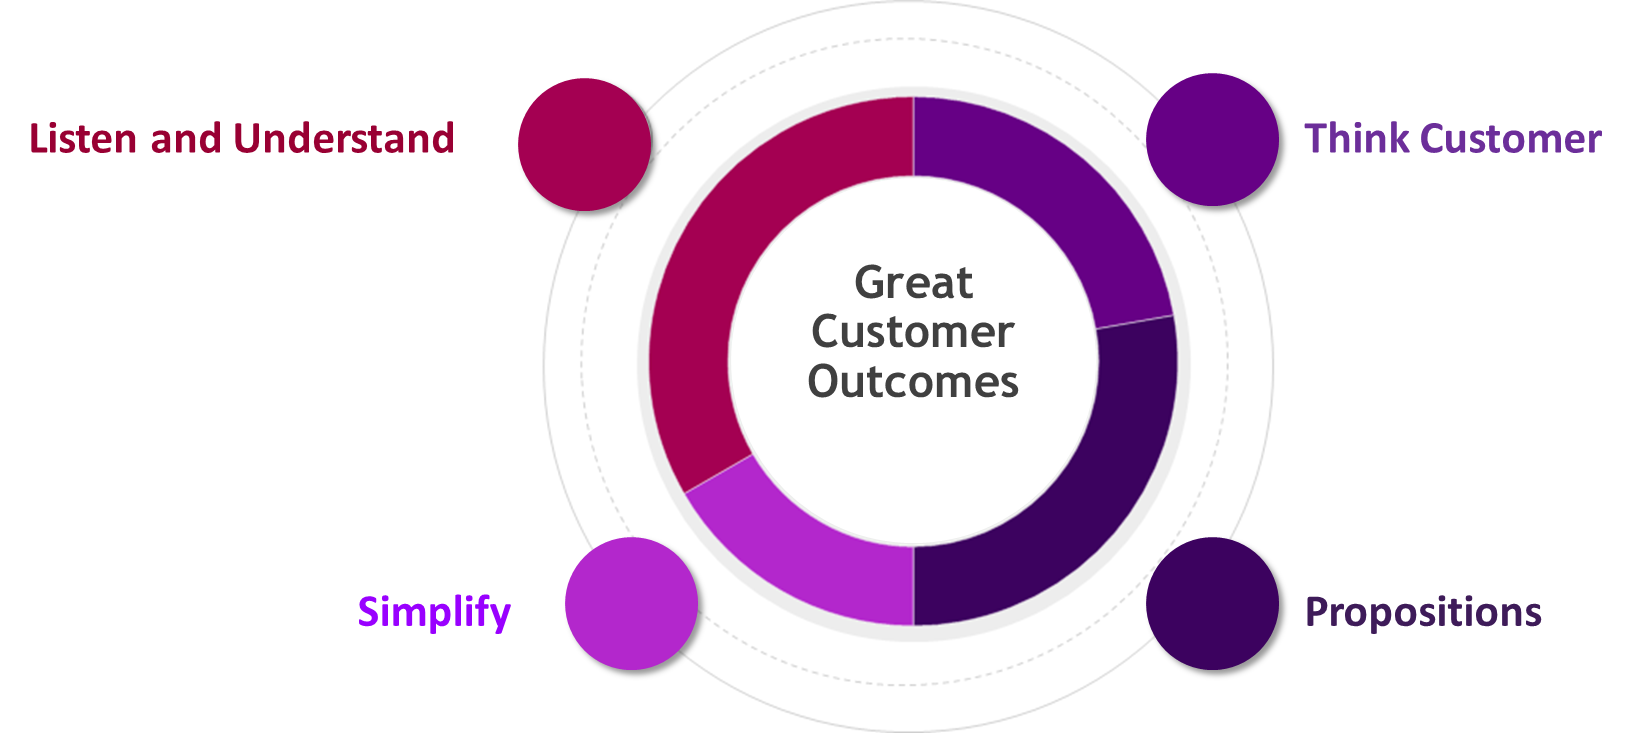 Listen and Understand
Think Customer
Great
Customer
Outcomes
Simplify
Propositions